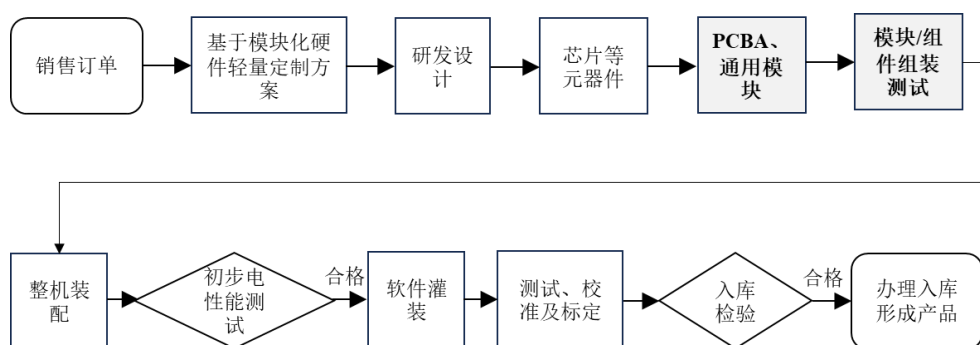 销售订单
基于模块化硬
件轻量定制方
案
研发设
计
芯片等
元器件
PCBA、
通用模
块
模块/组
件组装
测试
整机装
配
初步电
性能测
试
合格
软件灌
装
测试、校
准及标定
入库
检验
合格
办理入库
形成产品